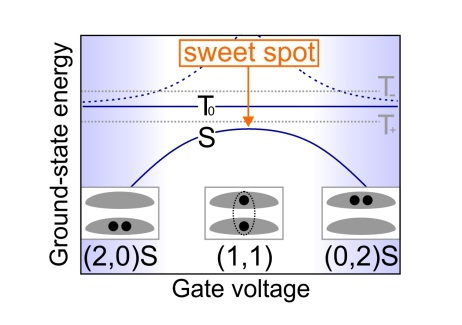 sweet spot
Ground-state energy
T-
T0
T+
S
(2,0)S
(1,1)
(0,2)S
Gate voltage